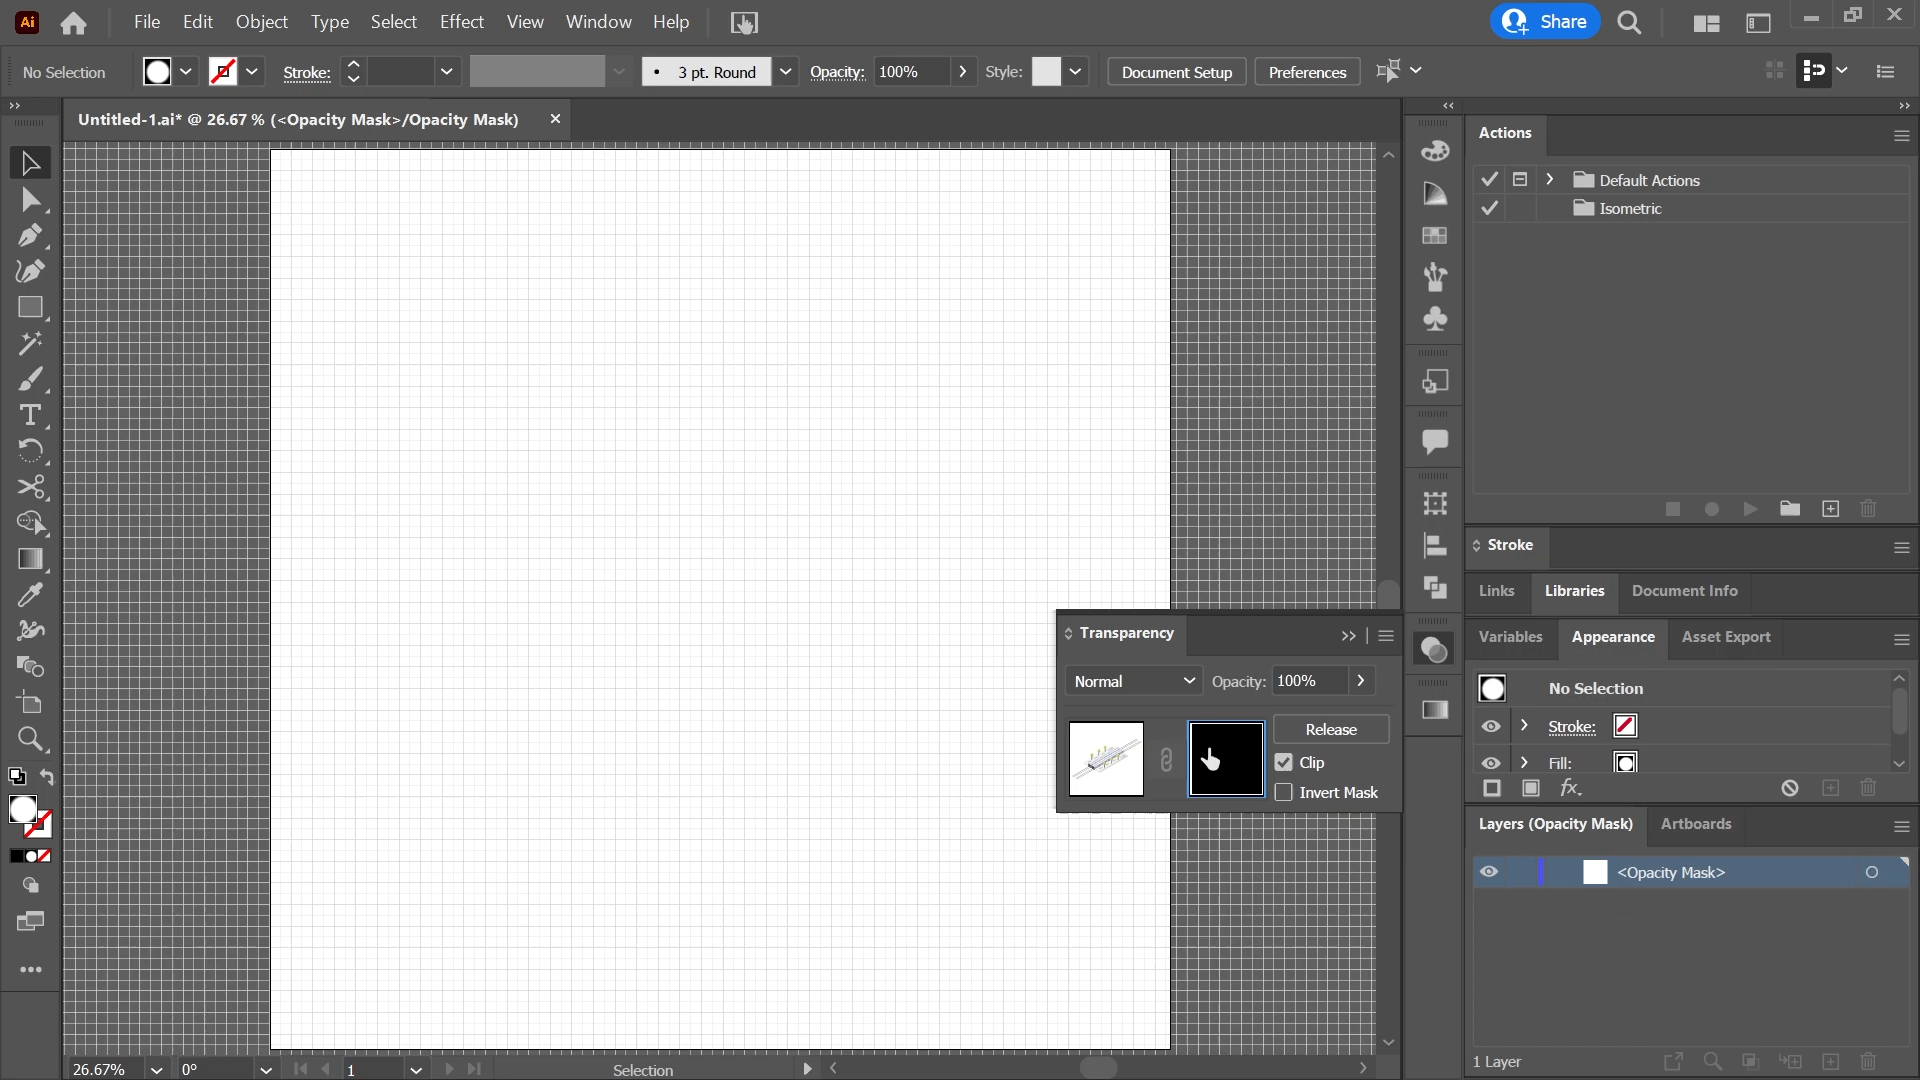 Ai File Edit Object Type Select Effect View Window Help Share
No Selection Stroke: 3 pt. Round Opacity: 100% Style: Document Setup Preferences
Untitled-1.ai* @ 26.67 % (<Opacity Mask>/Opacity Mask)
Actions
Default Actions
Isometric
Stroke
Links Libraries Document Info
Transparency
Variables Appearance Asset Export
Normal Opacity: 100%
No Selection
Release
Stroke:
Clip
Fill:
Invert Mask
fx
Layers (Opacity Mask) Artboards
<Opacity Mask>
1 Layer
26.67% 0° 1 Selection